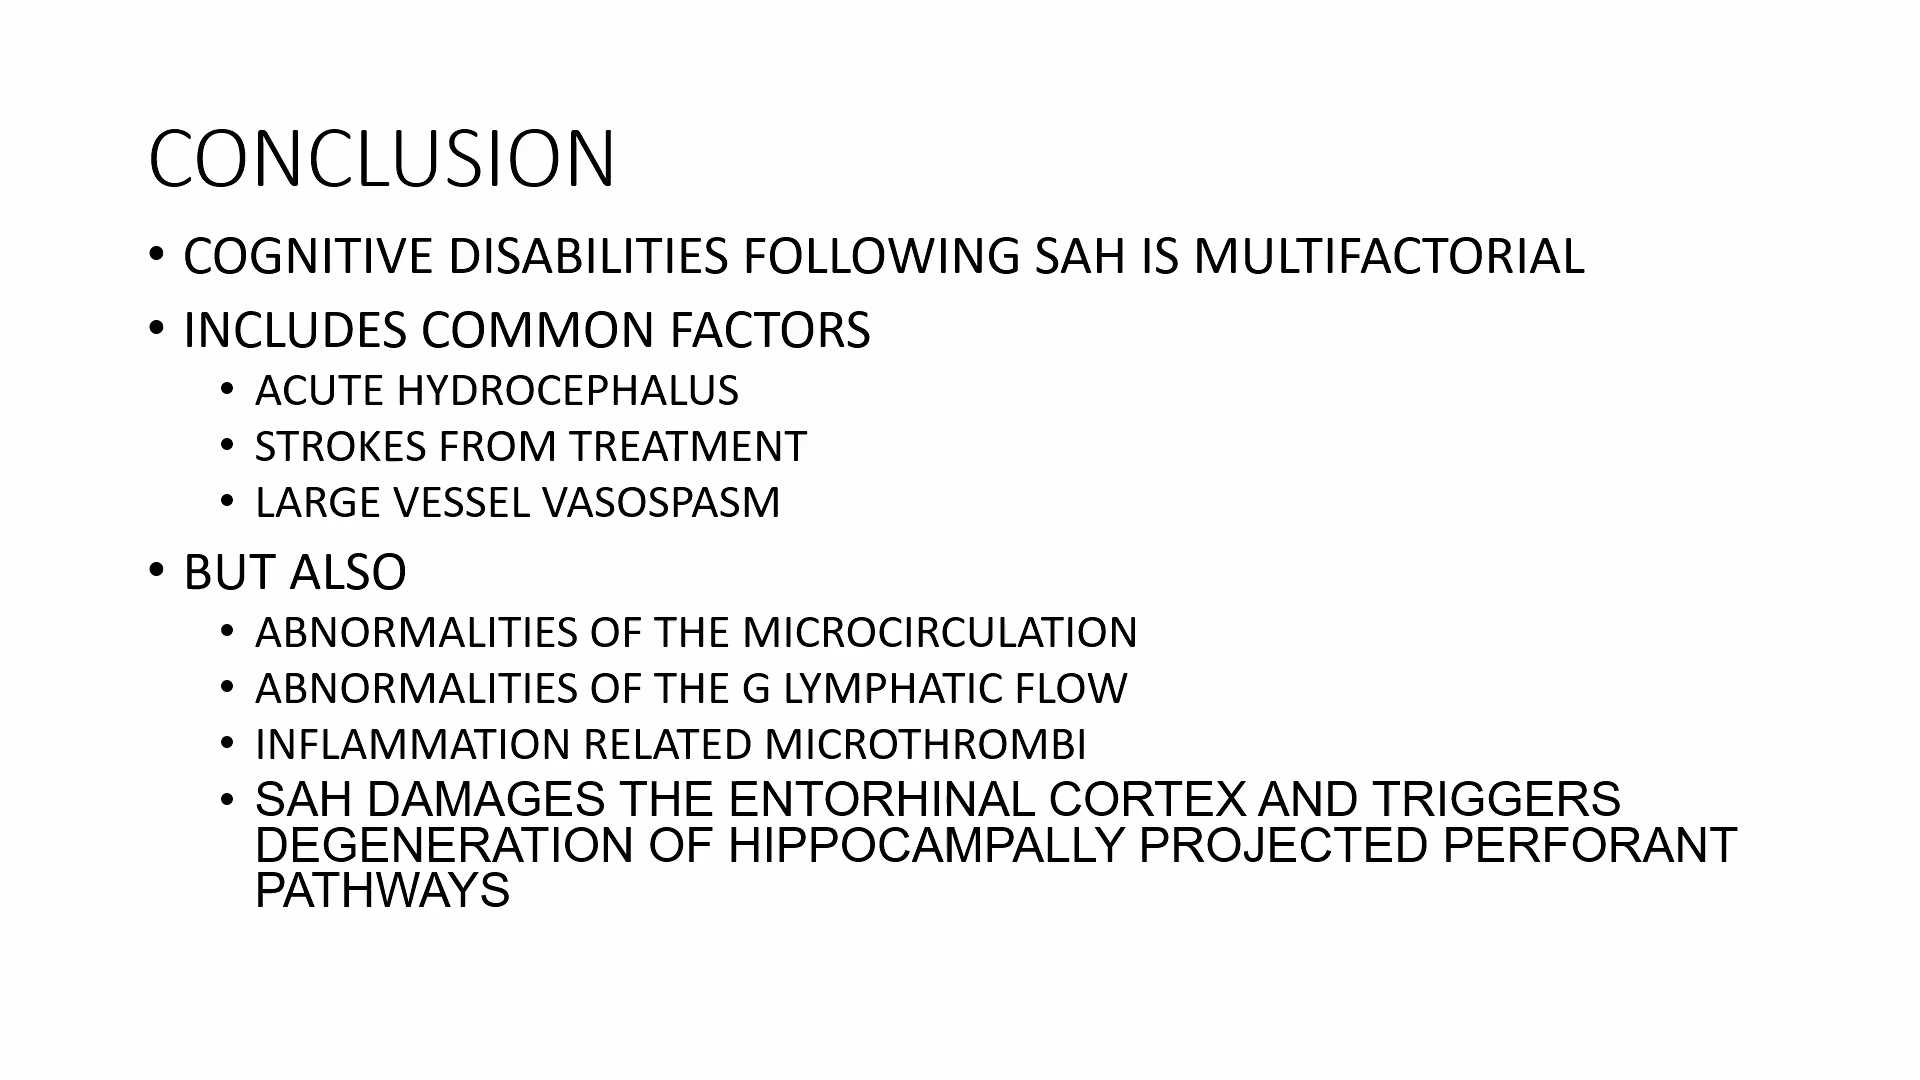 CONCLUSION
• COGNITIVE DISABILITIES FOLLOWING SAH IS MULTIFACTORIAL
• INCLUDES COMMON FACTORS
• ACUTE HYDROCEPHALUS
• STROKES FROM TREATMENT
• LARGE VESSEL VASOSPASM
• BUT ALSO
• ABNORMALITIES OF THE MICROCIRCULATION
• ABNORMALITIES OF THE G LYMPHATIC FLOW
• INFLAMMATION RELATED MICROTHROMBI
• SAH DAMAGES THE ENTORHINAL CORTEX AND TRIGGERS
DEGENERATION OF HIPPOCAMPALLY PROJECTED PERFORANT
PATHWAYS